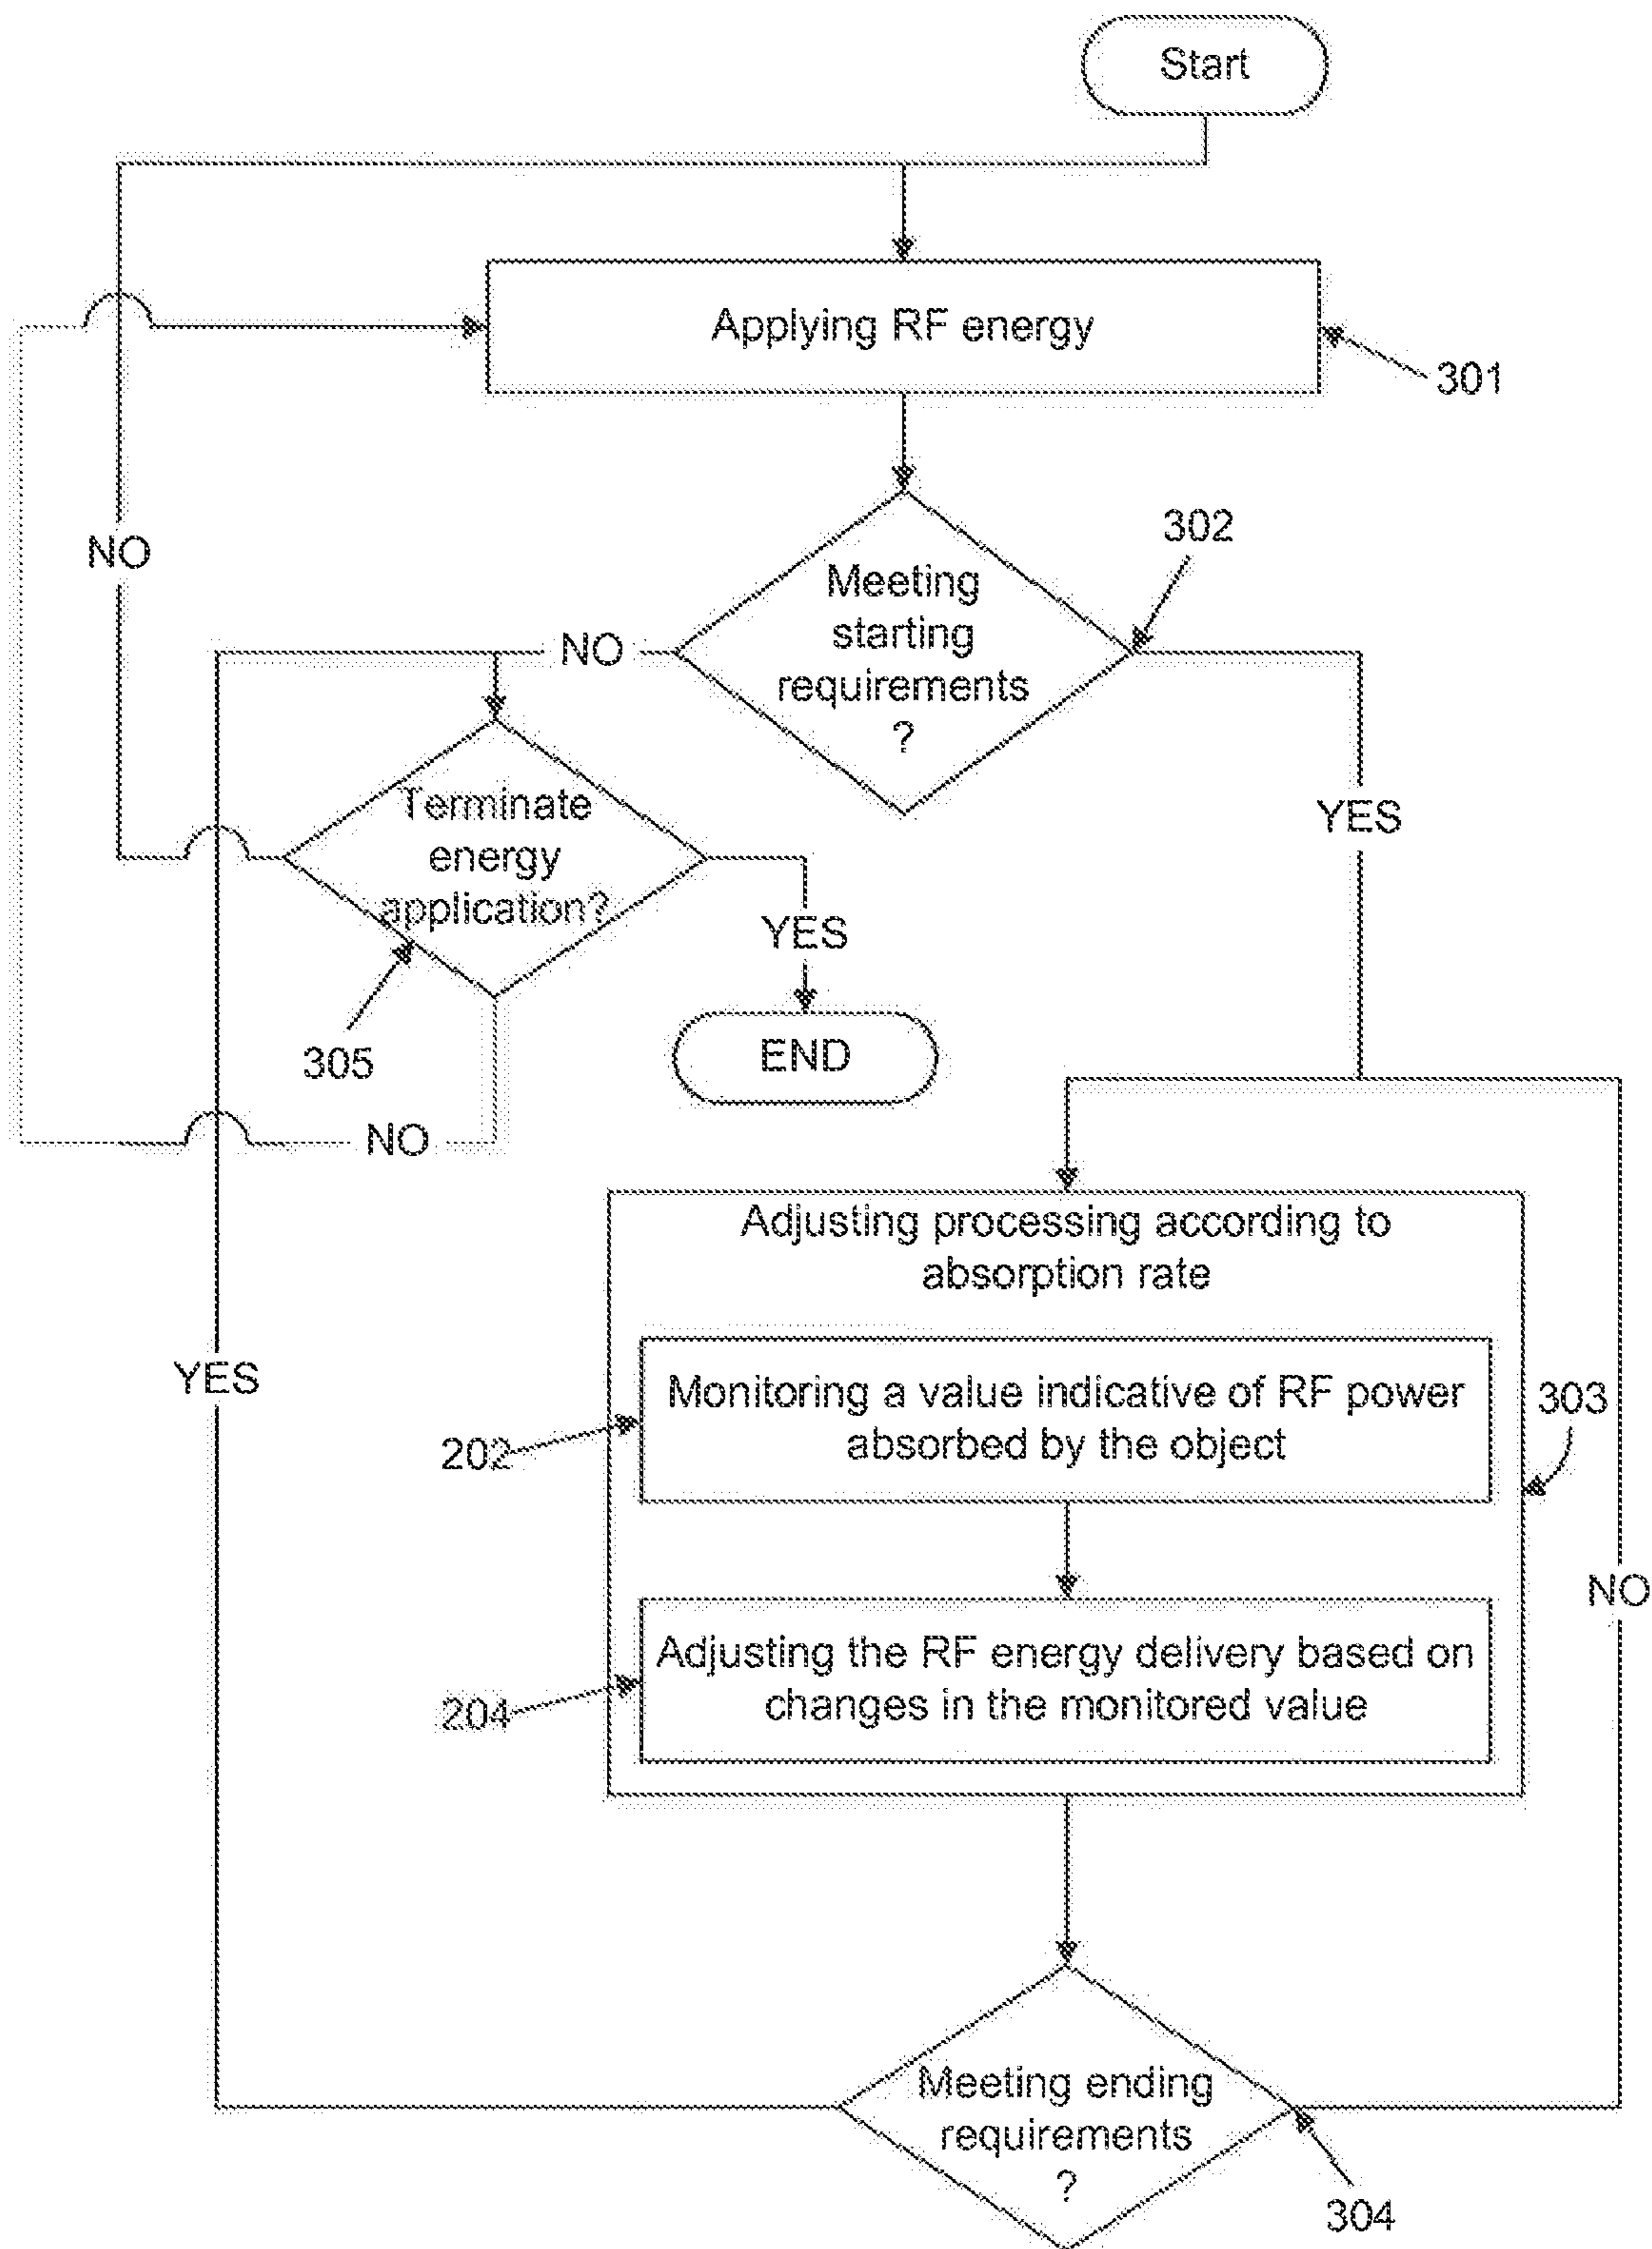 Start
Applying RF energy
301
302
NO
Meeting
starting
requirements
?
NO
YES
Terminate
energy
application?
YES
305
END
NO
Adjusting processing according to
absorption rate
YES
Monitoring a value indicative of RF power
absorbed by the object
303
202
NO
Adjusting the RF energy delivery based on
changes in the monitored value
204
Meeting ending
requirements
?
304